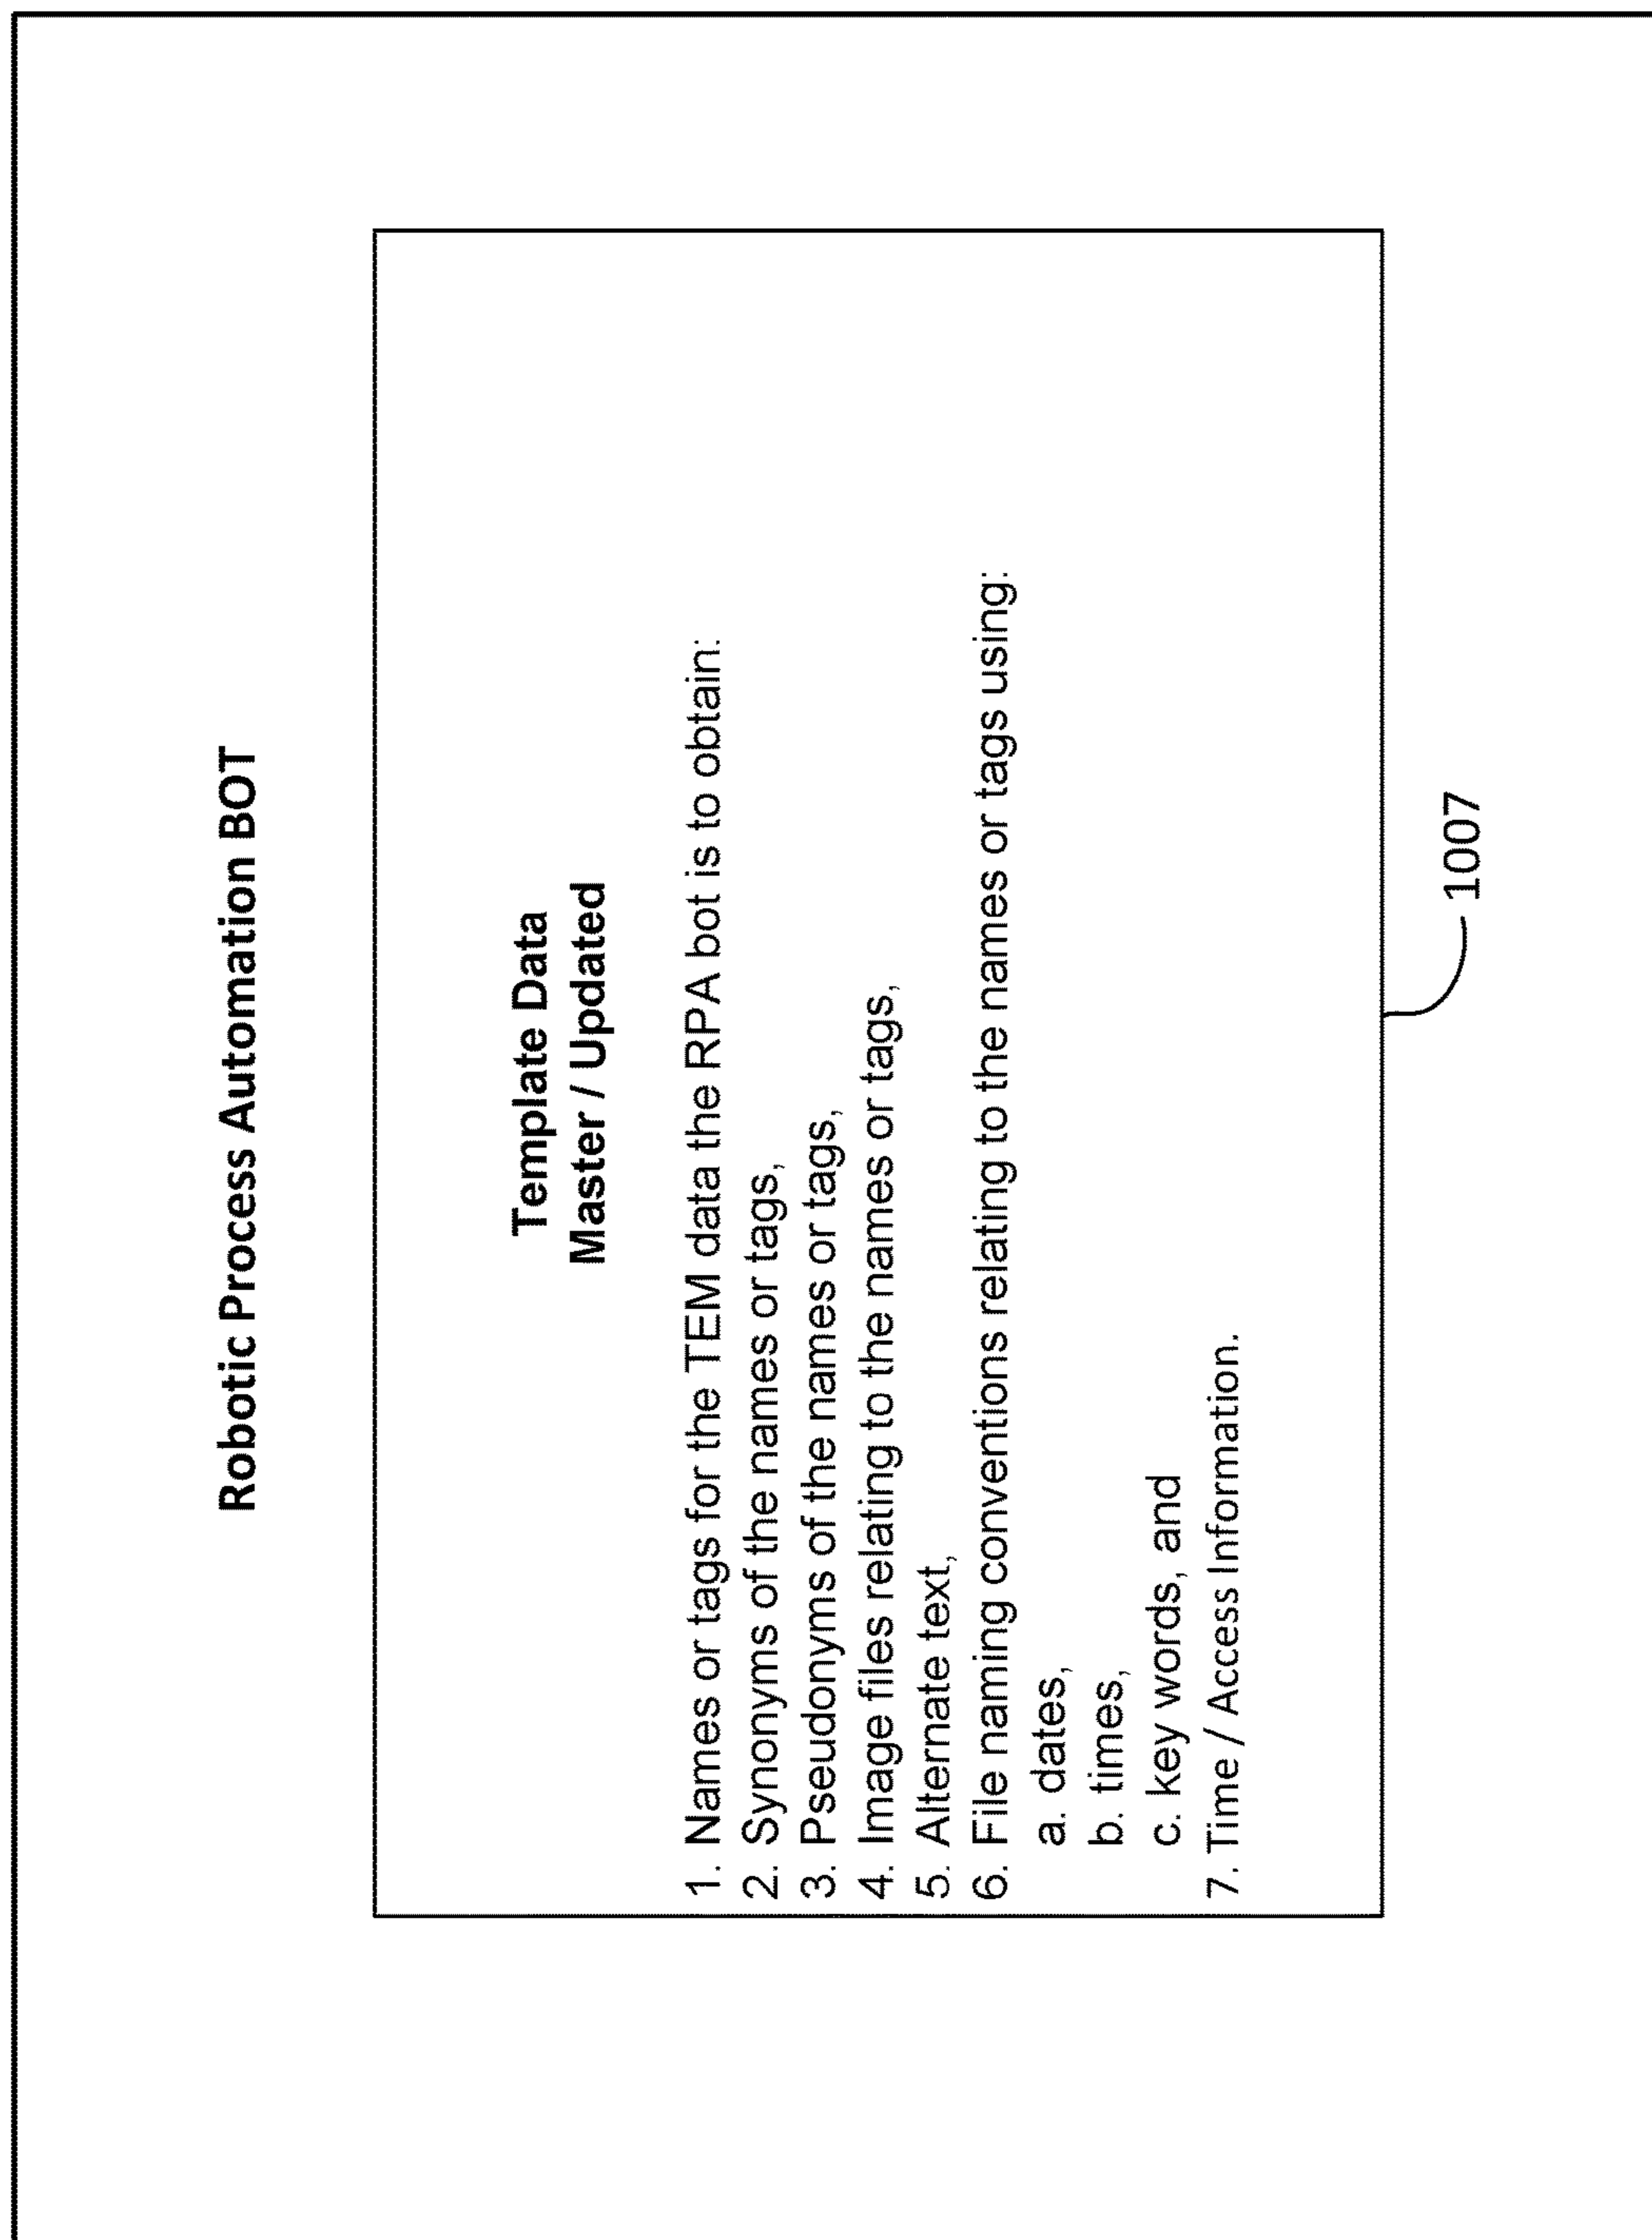 Robotic Process Automation BOT
Template Data
Master / Updated
1. Names or tags for the TEM data the RPA bot is to obtain:
2. Synonyms of the names or tags,
3. Pseudonyms of the names or tags,
4. Image files relating to the names or tags,
5. Alternate text,
6. File naming conventions relating to the names or tags using:
a. dates,
b. times,
c. key words, and
7. Time / Access Information.
1007